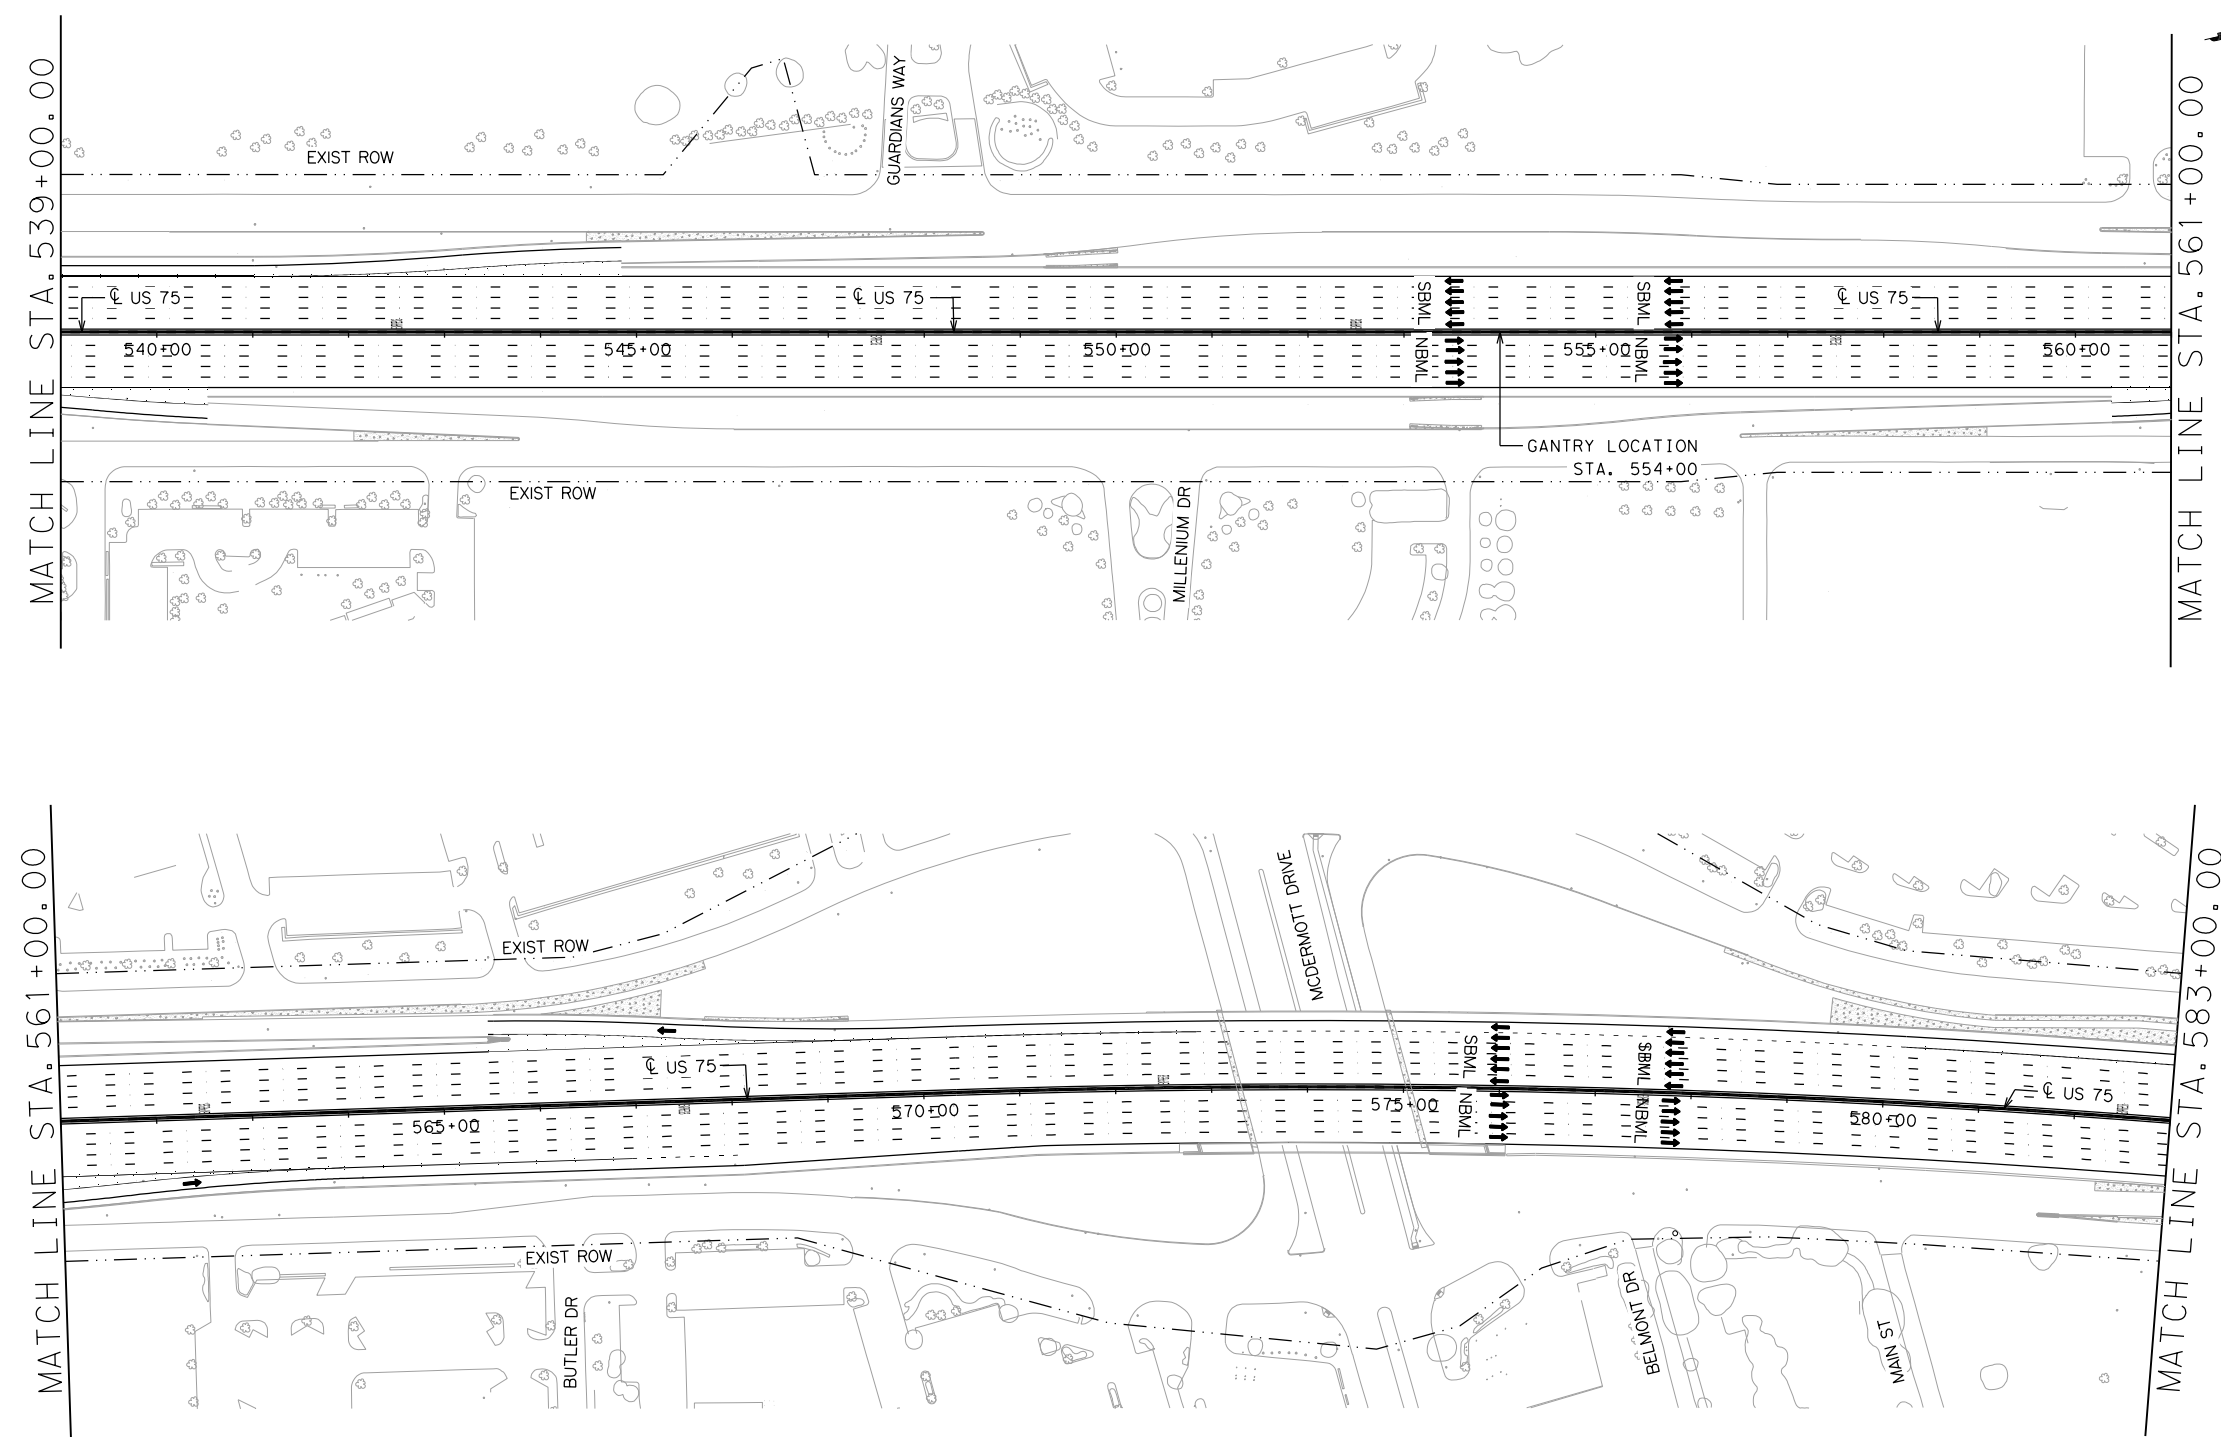 MATCH LINE STA. 539+00.00
EXIST ROW
GUARDIANS WAY
℄ US 75
℄ US 75
SBML
SBML
℄ US 75
540+00
545+00
550+00
NBML
555+00
NBML
560+00
GANTRY LOCATION
STA. 554+00
EXIST ROW
MILLENIUM DR
MATCH LINE STA. 561+00.00
MATCH LINE STA. 561+00.00
EXIST ROW
MCDERMOTT DRIVE
℄ US 75
SBML
SBML
℄ US 75
565+00
570+00
575+00
NBML
NBML
580+00
EXIST ROW
BUTLER DR
BELMONT DR
MAIN ST
MATCH LINE STA. 583+00.00